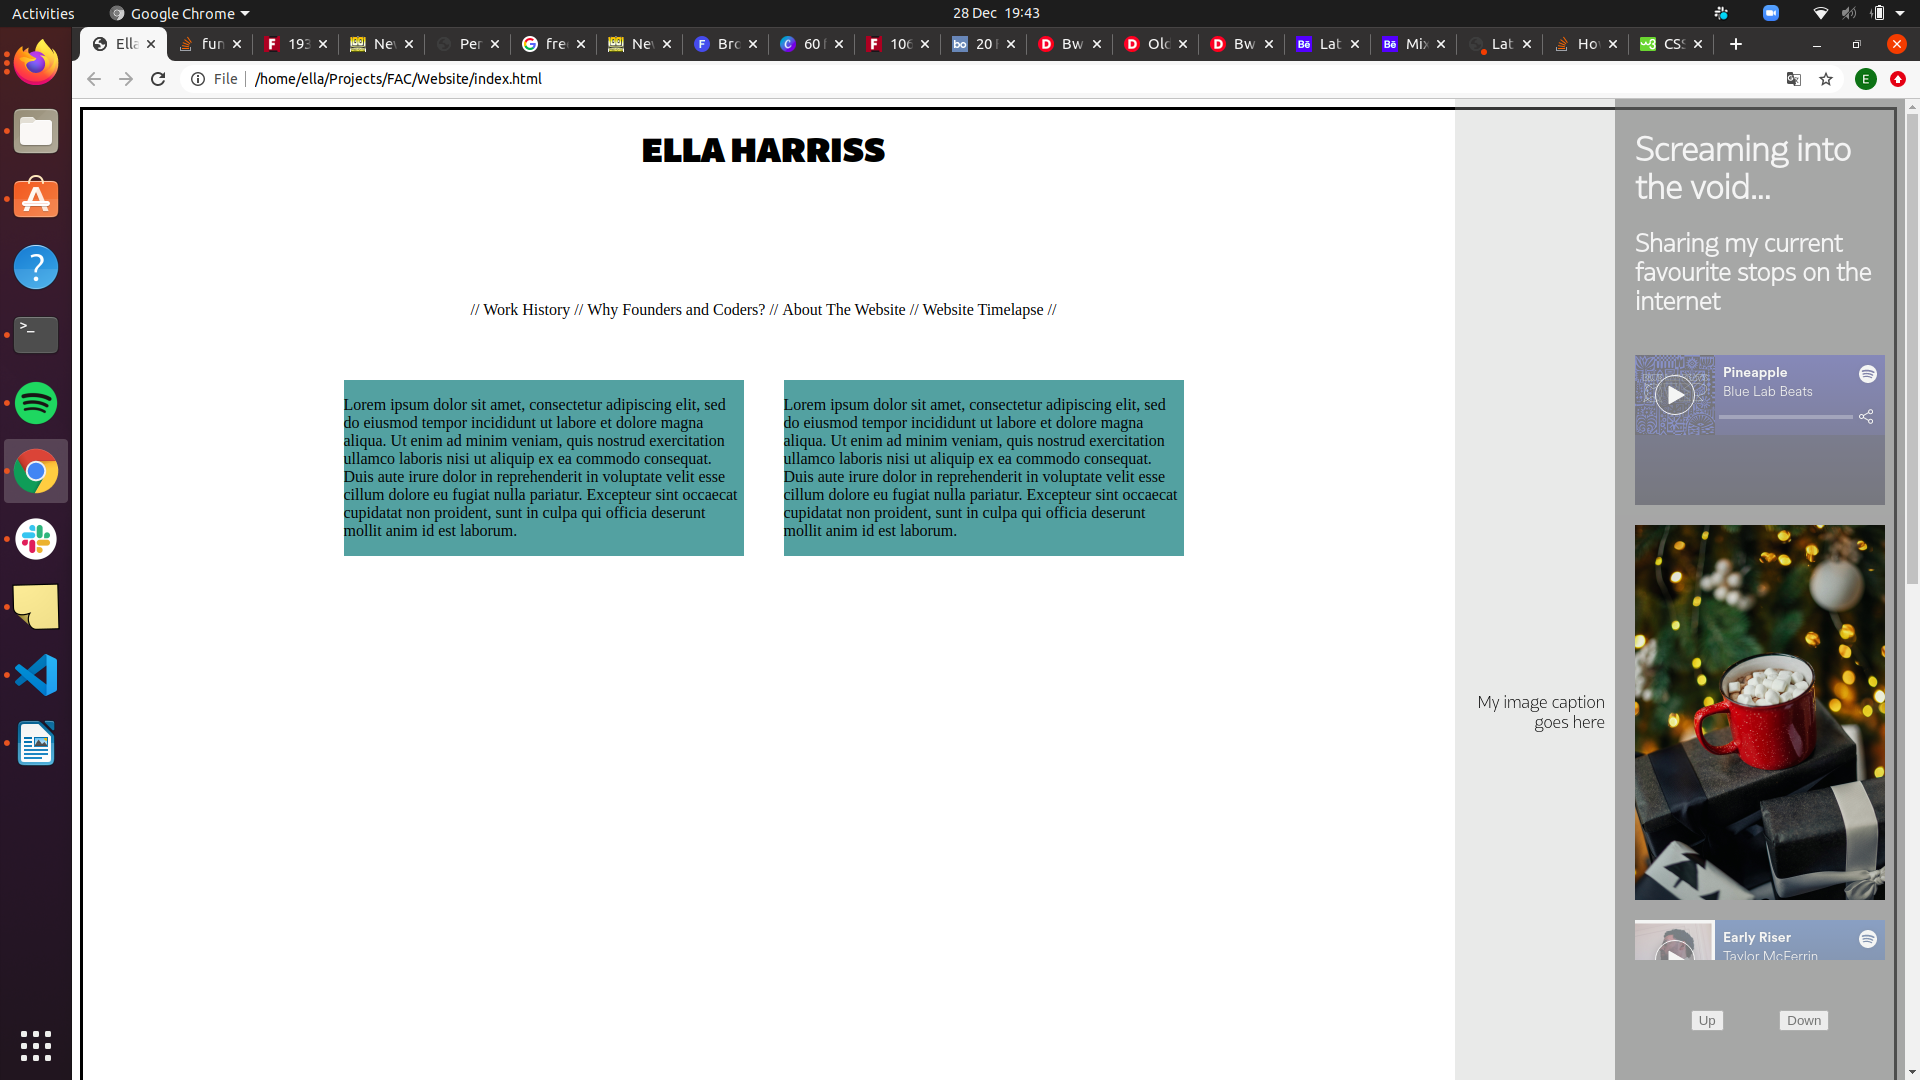 Activities
Google Chrome
28 Dec 19:43
Ella
fun
193
Nev
Per
free
Nev
Bro
60
106
20
Bw
Old
Bw
Lat
Mix
Lat
Ho
CSS
File
/home/ella/Projects/FAC/Website/index.html
E
ELLA HARRISS
// Work History // Why Founders and Coders? // About The Website // Website Timelapse //
Lorem ipsum dolor sit amet, consectetur adipiscing elit, sed
do eiusmod tempor incididunt ut labore et dolore magna
aliqua. Ut enim ad minim veniam, quis nostrud exercitation
ullamco laboris nisi ut aliquip ex ea commodo consequat.
Duis aute irure dolor in reprehenderit in voluptate velit esse
cillum dolore eu fugiat nulla pariatur. Excepteur sint occaecat
cupidatat non proident, sunt in culpa qui officia deserunt
mollit anim id est laborum.
Lorem ipsum dolor sit amet, consectetur adipiscing elit, sed
do eiusmod tempor incididunt ut labore et dolore magna
aliqua. Ut enim ad minim veniam, quis nostrud exercitation
ullamco laboris nisi ut aliquip ex ea commodo consequat.
Duis aute irure dolor in reprehenderit in voluptate velit esse
cillum dolore eu fugiat nulla pariatur. Excepteur sint occaecat
cupidatat non proident, sunt in culpa qui officia deserunt
mollit anim id est laborum.
My image caption
goes here
Screaming into
the void...
Sharing my current
favourite stops on the
internet
Pineapple
Blue Lab Beats
Early Riser
Taylor McFerrin
Up
Down